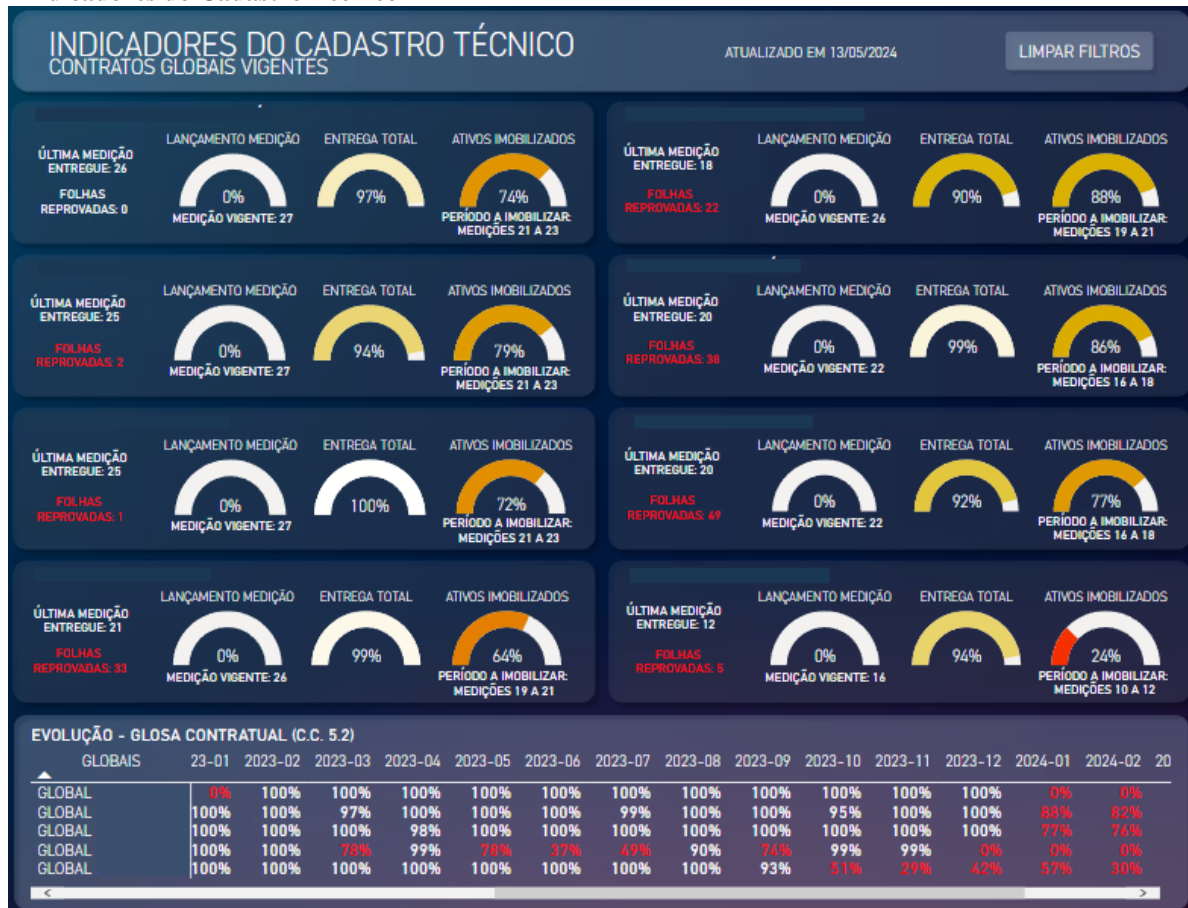 INDICADORES DO CADASTRO TÉCNICO
CONTRATOS GLOBAIS VIGENTES
ATUALIZADO EM 13/05/2024
LIMPAR FILTROS
ÚLTIMA MEDIÇÃO
ENTREGUE: 26
FOLHAS
REPROVADAS: 0
LANÇAMENTO MEDIÇÃO
0%
MEDIÇÃO VIGENTE: 27
ENTREGA TOTAL
97%
ATIVOS IMOBILIZADOS
74%
PERÍODO A IMOBILIZAR:
MEDIÇÕES 21 A 23
ÚLTIMA MEDIÇÃO
ENTREGUE: 18
FOLHAS
REPROVADAS: 22
LANÇAMENTO MEDIÇÃO
0%
MEDIÇÃO VIGENTE: 26
ENTREGA TOTAL
90%
ATIVOS IMOBILIZADOS
88%
PERÍODO A IMOBILIZAR:
MEDIÇÕES 19 A 21
ÚLTIMA MEDIÇÃO
ENTREGUE: 25
FOLHAS
REPROVADAS: 2
LANÇAMENTO MEDIÇÃO
0%
MEDIÇÃO VIGENTE: 27
ENTREGA TOTAL
94%
ATIVOS IMOBILIZADOS
79%
PERÍODO A IMOBILIZAR:
MEDIÇÕES 21 A 23
ÚLTIMA MEDIÇÃO
ENTREGUE: 20
FOLHAS
REPROVADAS: 38
LANÇAMENTO MEDIÇÃO
0%
MEDIÇÃO VIGENTE: 22
ENTREGA TOTAL
99%
ATIVOS IMOBILIZADOS
86%
PERÍODO A IMOBILIZAR:
MEDIÇÕES 16 A 18
ÚLTIMA MEDIÇÃO
ENTREGUE: 25
FOLHAS
REPROVADAS: 1
LANÇAMENTO MEDIÇÃO
0%
MEDIÇÃO VIGENTE: 27
ENTREGA TOTAL
100%
ATIVOS IMOBILIZADOS
72%
PERÍODO A IMOBILIZAR:
MEDIÇÕES 21 A 23
ÚLTIMA MEDIÇÃO
ENTREGUE: 20
FOLHAS
REPROVADAS: 49
LANÇAMENTO MEDIÇÃO
0%
MEDIÇÃO VIGENTE: 22
ENTREGA TOTAL
92%
ATIVOS IMOBILIZADOS
77%
PERÍODO A IMOBILIZAR:
MEDIÇÕES 16 A 18
ÚLTIMA MEDIÇÃO
ENTREGUE: 21
FOLHAS
REPROVADAS: 33
LANÇAMENTO MEDIÇÃO
0%
MEDIÇÃO VIGENTE: 26
ENTREGA TOTAL
99%
ATIVOS IMOBILIZADOS
64%
PERÍODO A IMOBILIZAR:
MEDIÇÕES 19 A 21
ÚLTIMA MEDIÇÃO
ENTREGUE: 12
FOLHAS
REPROVADAS: 5
LANÇAMENTO MEDIÇÃO
0%
MEDIÇÃO VIGENTE: 16
ENTREGA TOTAL
94%
ATIVOS IMOBILIZADOS
24%
PERÍODO A IMOBILIZAR:
MEDIÇÕES 10 A 12
EVOLUÇÃO - GLOSA CONTRATUAL (C.C. 5.2)
GLOBAIS 23-01 2023-02 2023-03 2023-04 2023-05 2023-06 2023-07 2023-08 2023-09 2023-10 2023-11 2023-12 2024-01 2024-02 20
GLOBAL 0% 100% 100% 100% 100% 100% 100% 100% 100% 100% 100% 100% 0% 0%
GLOBAL 100% 100% 97% 100% 100% 100% 99% 100% 100% 95% 100% 100% 88% 82%
GLOBAL 100% 100% 100% 98% 100% 100% 100% 100% 100% 100% 100% 100% 77% 76%
GLOBAL 100% 100% 78% 99% 78% 37% 49% 90% 74% 99% 99% 0% 0% 0%
GLOBAL 100% 100% 100% 100% 100% 100% 100% 100% 93% 51% 29% 42% 57% 30%